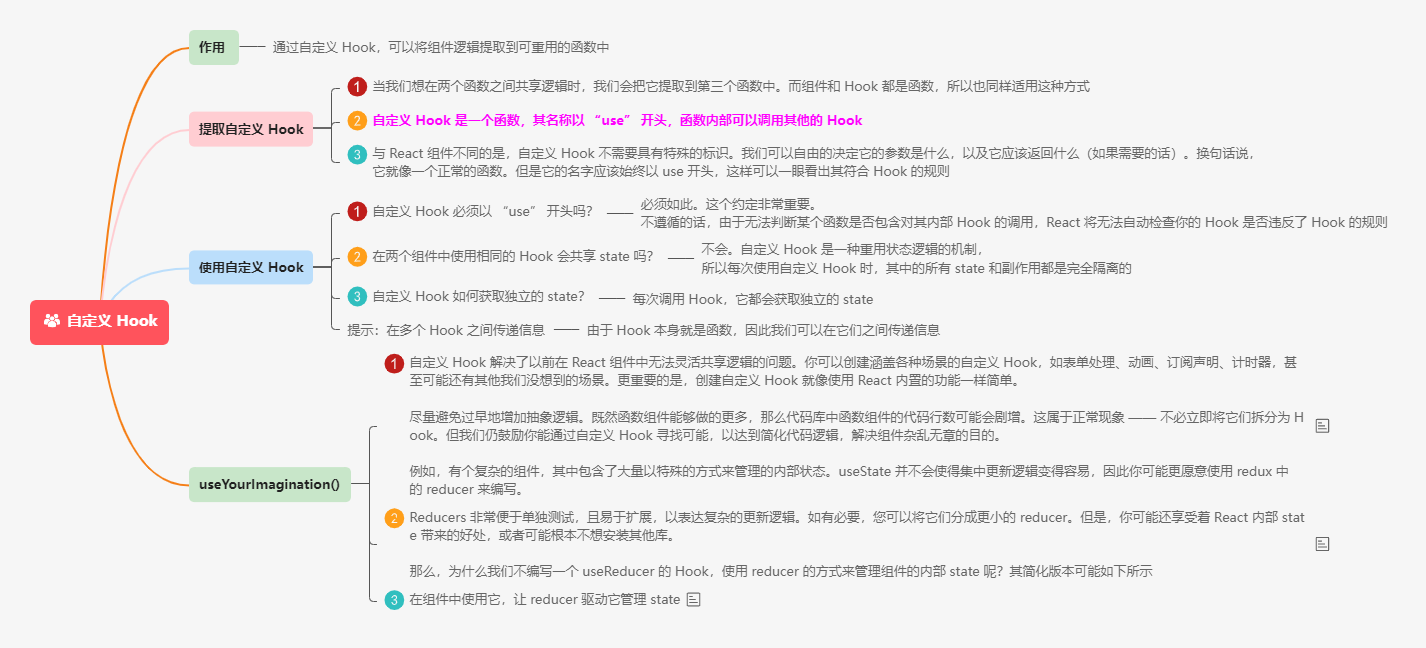 作用
通过自定义 Hook，可以将组件逻辑提取到可重用的函数中
提取自定义 Hook
1 当我们想在两个函数之间共享逻辑时，我们会把它提取到第三个函数中。而组件和 Hook 都是函数，所以也同样适用这种方式
2 自定义 Hook 是一个函数，其名称以 “use” 开头，函数内部可以调用其他的 Hook
3 与 React 组件不同的是，自定义 Hook 不需要具有特殊的标识。我们可以自由的决定它的参数是什么，以及它应该返回什么（如果需要的话）。换句话说，
它就像一个正常的函数。但是它的名字应该始终以 use 开头，这样可以一眼看出其符合 Hook 的规则
使用自定义 Hook
1 自定义 Hook 必须以 “use” 开头吗？
必须如此。这个约定非常重要。
不遵循的话，由于无法判断某个函数是否包含对其内部 Hook 的调用，React 将无法自动检查你的 Hook 是否违反了 Hook 的规则
2 在两个组件中使用相同的 Hook 会共享 state 吗？
不会。自定义 Hook 是一种重用状态逻辑的机制，
所以每次使用自定义 Hook 时，其中的所有 state 和副作用都是完全隔离的
3 自定义 Hook 如何获取独立的 state？
每次调用 Hook，它都会获取独立的 state
提示：在多个 Hook 之间传递信息
由于 Hook 本身就是函数，因此我们可以在它们之间传递信息
自定义 Hook
useYourImagination()
1 自定义 Hook 解决了以前在 React 组件中无法灵活共享逻辑的问题。你可以创建涵盖各种场景的自定义 Hook，如表单处理、动画、订阅声明、计时器，甚
至可能还有其他我们没想到的场景。更重要的是，创建自定义 Hook 就像使用 React 内置的功能一样简单。
尽量避免过早地增加抽象逻辑。既然函数组件能够做的更多，那么代码库中函数组件的代码行数可能会剧增。这属于正常现象 —— 不必立即将它们拆分为 H
ook。但我们仍鼓励你能通过自定义 Hook 寻找可能，以达到简化代码逻辑，解决组件杂乱无章的目的。
例如，有个复杂的组件，其中包含了大量以特殊的方式来管理的内部状态。useState 并不会使得集中更新逻辑变得容易，因此你可能更愿意使用 redux 中
的 reducer 来编写。
2 Reducers 非常便于单独测试，且易于扩展，以表达复杂的更新逻辑。如有必要，您可以将它们分成更小的 reducer。但是，你可能还享受着 React 内部 stat
e 带来的好处，或者可能根本不想安装其他库。
那么，为什么我们不编写一个 useReducer 的 Hook，使用 reducer 的方式来管理组件的内部 state 呢？其简化版本可能如下所示
3 在组件中使用它，让 reducer 驱动它管理 state